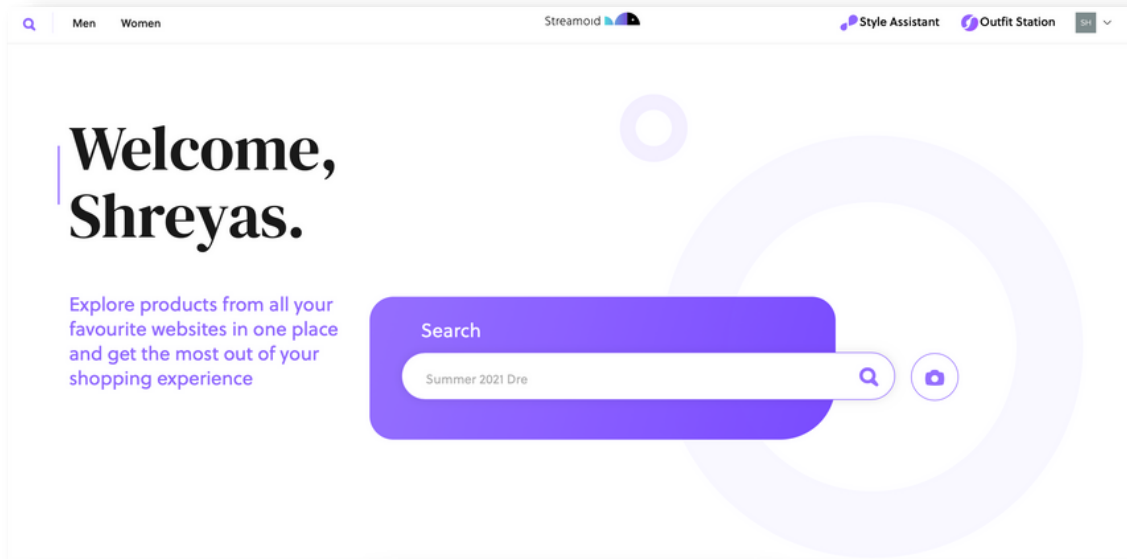 Men Women Streamoid Style Assistant Outfit Station SH
Welcome,
Shreyas.
Explore products from all your
favourite websites in one place
and get the most out of your
shopping experience
Search
Summer 2021 Dre